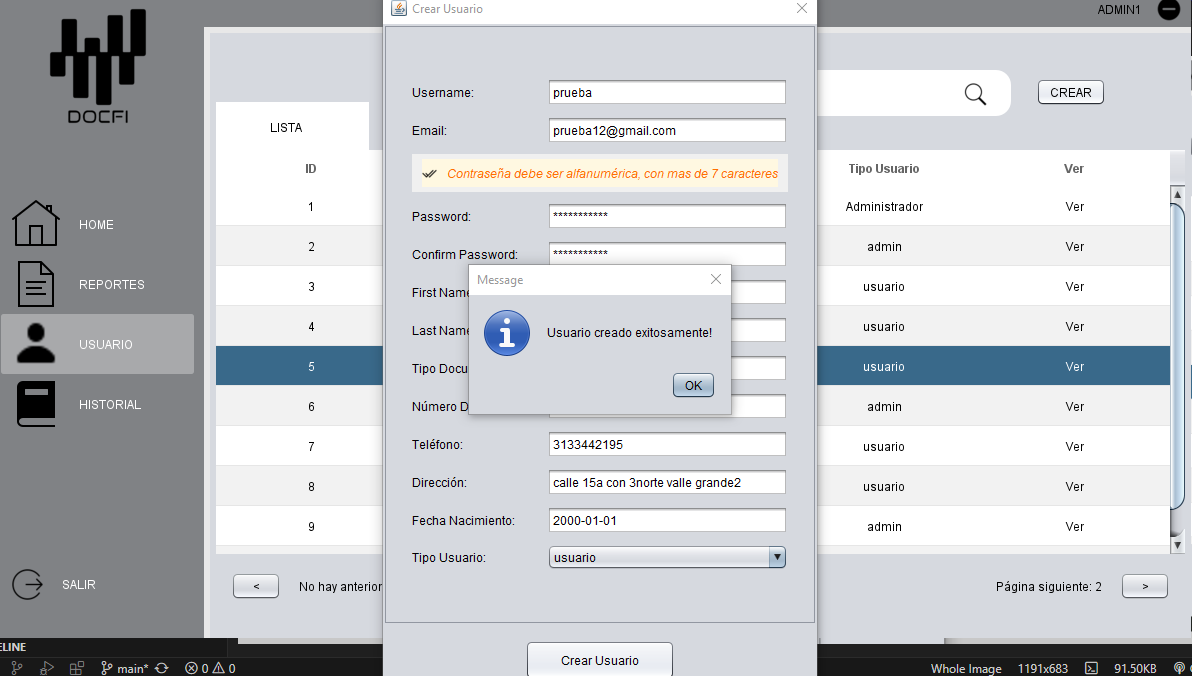 Crear Usuario
ADMIN1
DOCFI
Username: prueba
CREAR
LISTA
Email: prueba12@gmail.com
Contraseña debe ser alfanumérica, con mas de 7 caracteres
ID Tipo Usuario Ver
Password: ***********
1 Administrador Ver
HOME
2 admin Ver
Confirm Password: ***********
Message
REPORTES
3 First Name usuario Ver
4 Last Name usuario Ver
Usuario creado exitosamente!
USUARIO
5 Tipo Docu usuario Ver
OK
HISTORIAL
6 Número D admin Ver
7 Teléfono: 3133442195 usuario Ver
8 Dirección: calle 15a con 3norte valle grande2 usuario Ver
9 Fecha Nacimiento: 2000-01-01 admin Ver
Tipo Usuario: usuario
SALIR
< No hay anterior Página siguiente: 2 >
ELINE
Crear Usuario
main* 0 0 Whole Image 1191x683 91.50KB